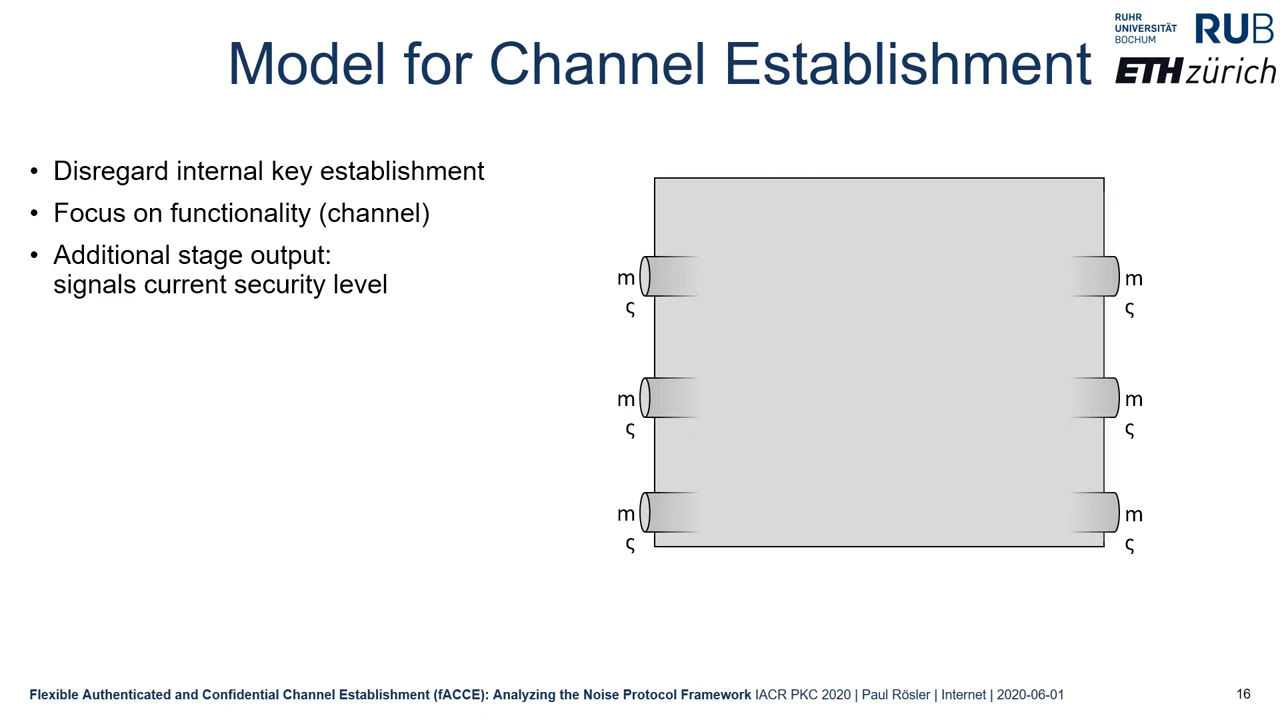 RUHR
UNIVERSITÄT
BOCHUM
RUB
ETH zürich
Model for Channel Establishment
• Disregard internal key establishment
• Focus on functionality (channel)
• Additional stage output:
signals current security level
m
ς
m
ς
m
ς
m
ς
m
ς
m
ς
Flexible Authenticated and Confidential Channel Establishment (fACCE): Analyzing the Noise Protocol Framework IACR PKC 2020 | Paul Rösler | Internet | 2020-06-01
16